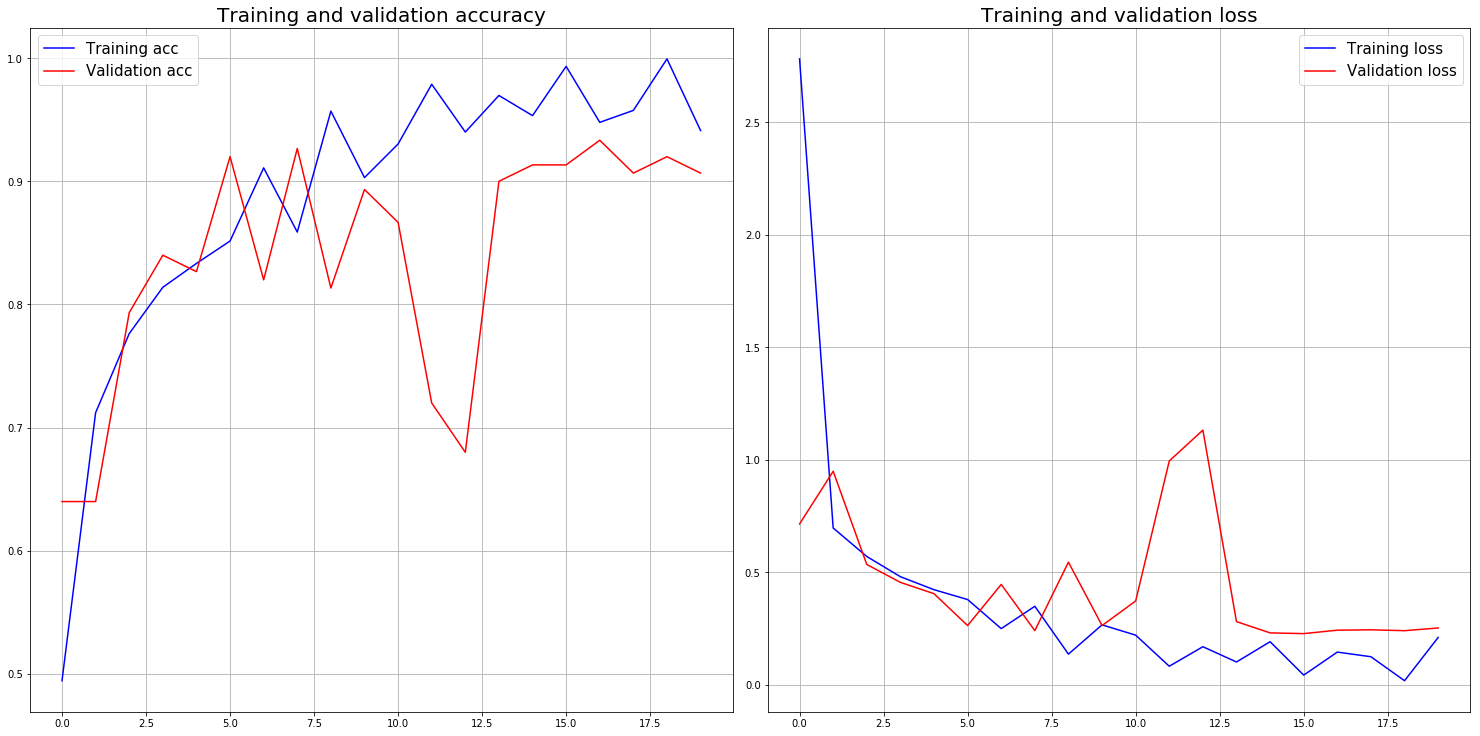 Training and validation accuracy
Training acc
Validation acc
1.0
0.9
0.8
0.7
0.6
0.5
0.0 2.5 5.0 7.5 10.0 12.5 15.0 17.5
Training and validation loss
Training loss
Validation loss
2.5
2.0
1.5
1.0
0.5
0.0
0.0 2.5 5.0 7.5 10.0 12.5 15.0 17.5